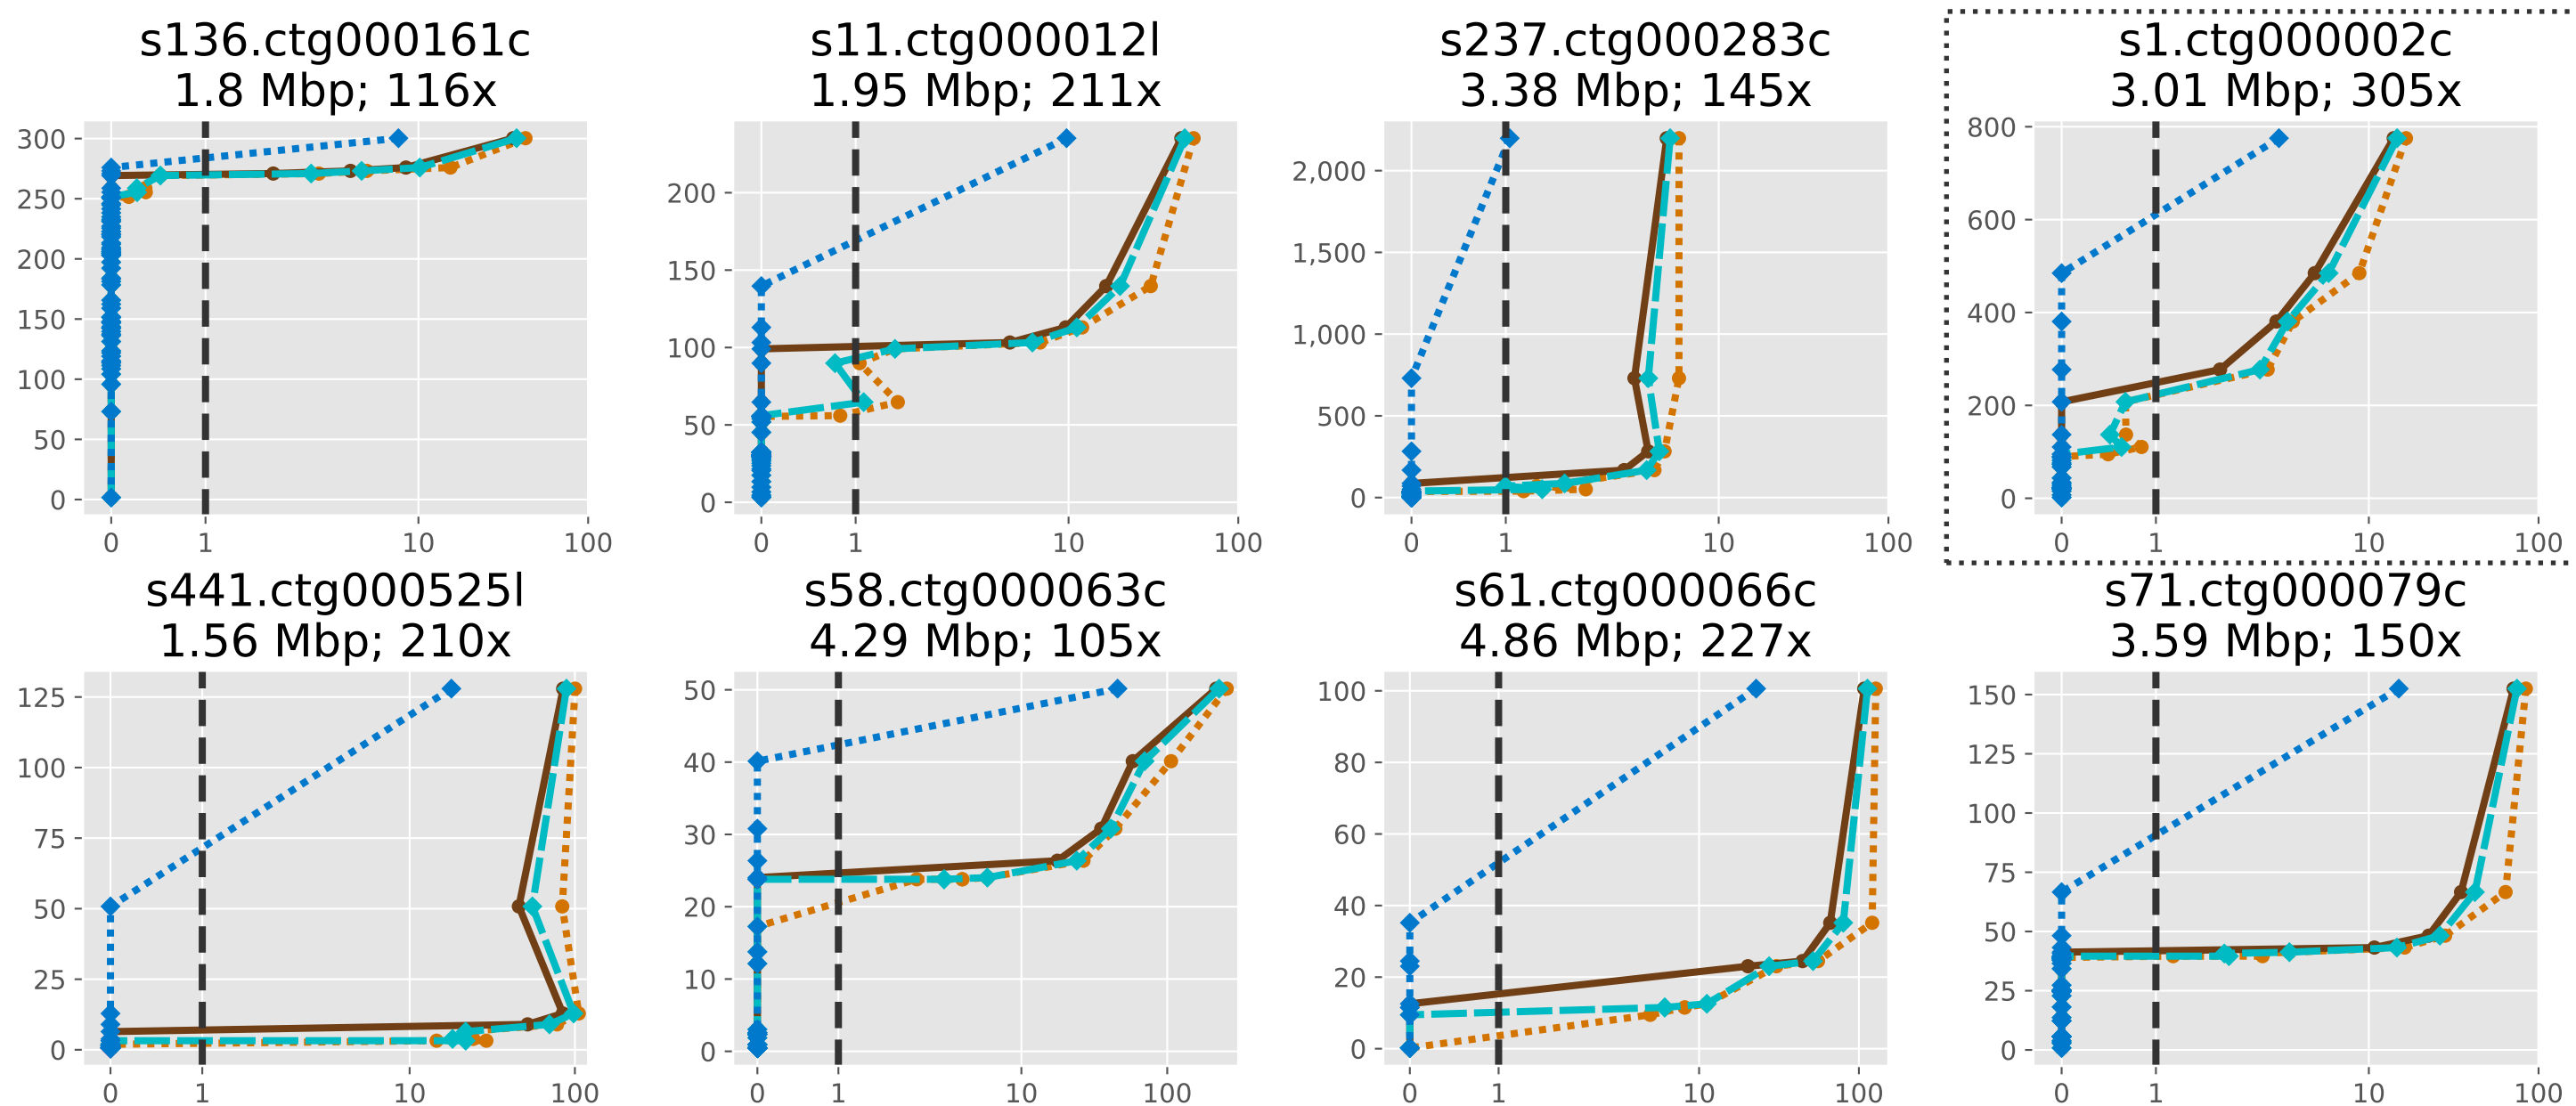 s136.ctg000161c
1.8 Mbp; 116x
300
250
200
150
100
50
0
0 1 10 100
s11.ctg000012l
1.95 Mbp; 211x
200
150
100
50
0
0 1 10 100
s237.ctg000283c
3.38 Mbp; 145x
2,000
1,500
1,000
500
0
0 1 10 100
s1.ctg000002c
3.01 Mbp; 305x
800
600
400
200
0
0 1 10 100
s441.ctg000525l
1.56 Mbp; 210x
125
100
75
50
25
0
0 1 10 100
s58.ctg000063c
4.29 Mbp; 105x
50
40
30
20
10
0
0 1 10 100
s61.ctg000066c
4.86 Mbp; 227x
100
80
60
40
20
0
0 1 10 100
s71.ctg000079c
3.59 Mbp; 150x
150
125
100
75
50
25
0
0 1 10 100